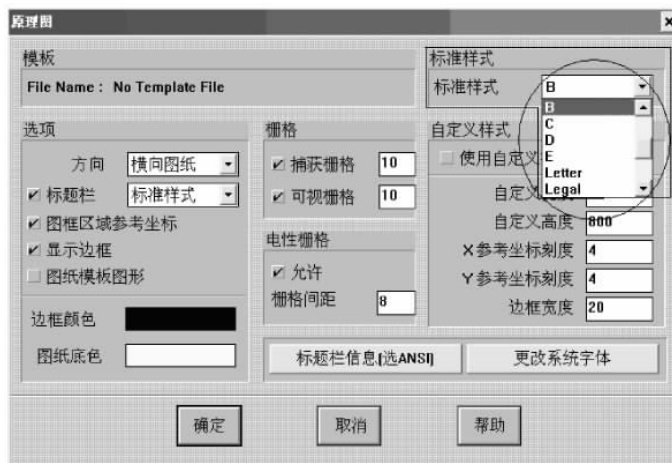 原理图
模板
File Name : No Template File
标准样式
标准样式 B
B
C
D
E
Letter
Legal
选项
方向 横向图纸
标题栏 标准样式
图框区域参考坐标
显示边框
图纸模板图形
边框颜色
图纸底色
栅格
捕获栅格 10
可视栅格 10
电性栅格
允许
栅格间距 8
自定义样式
使用自定义
自定义
自定义高度 800
X参考坐标刻度 4
Y参考坐标刻度 4
边框宽度 20
标题栏信息[选ANSI]
更改系统字体
确定
取消
帮助